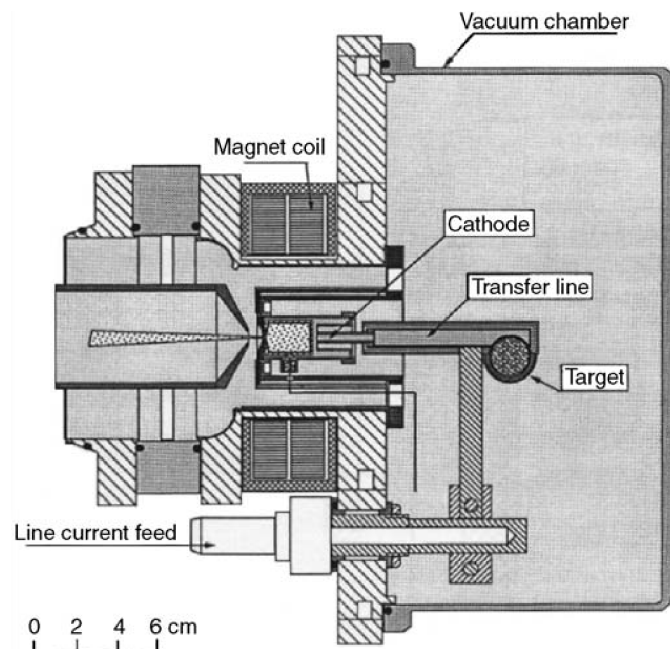 Vacuum chamber
Magnet coil
Cathode
Transfer line
Target
Line current feed
0 2 4 6 cm